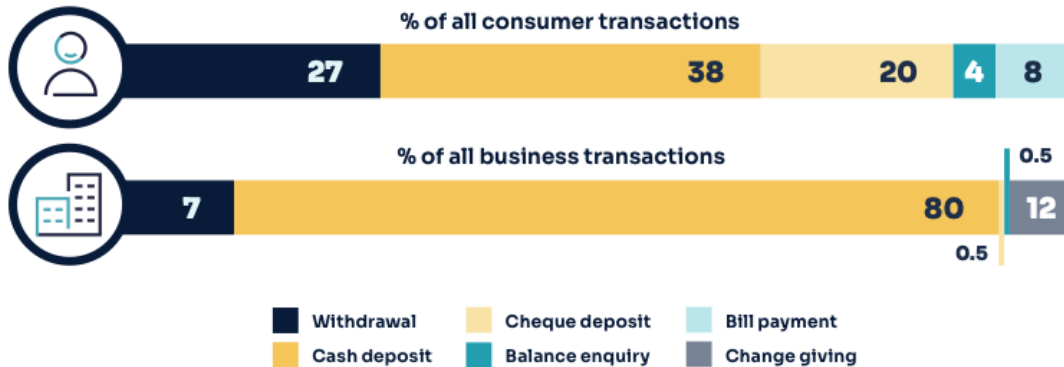 % of all consumer transactions
27 38 20 4 8
% of all business transactions
0.5
7 80 12
0.5
Withdrawal Cheque deposit Bill payment
Cash deposit Balance enquiry Change giving